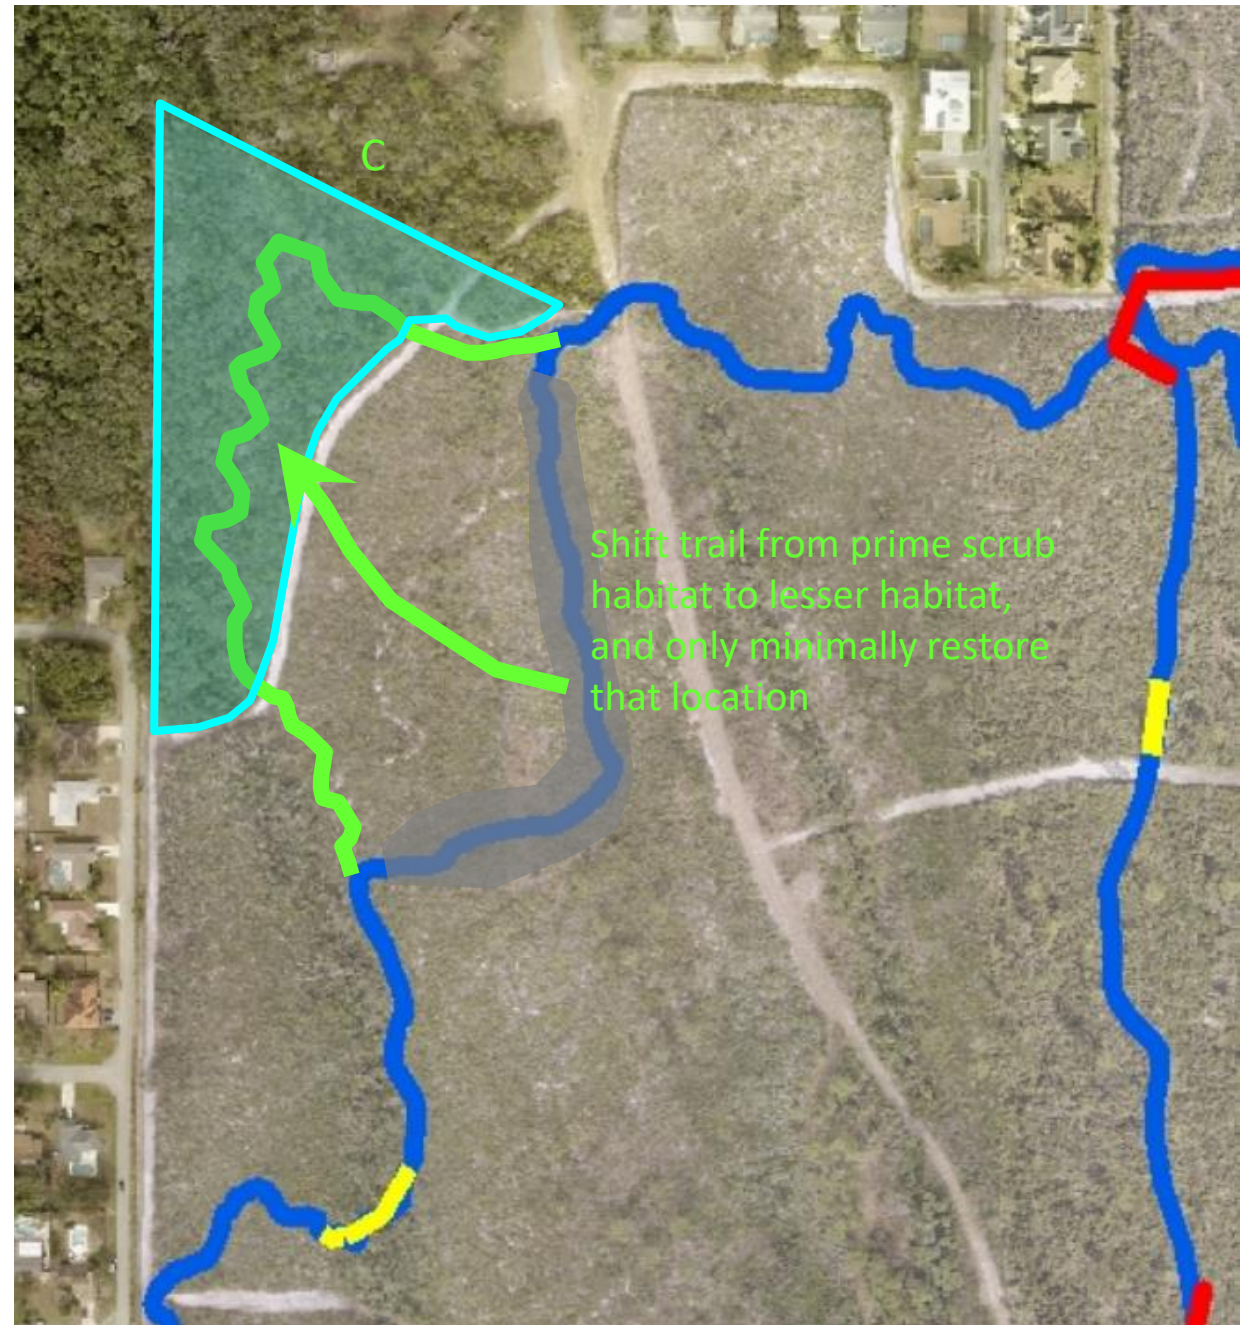 C
Shift trail from prime scrub
habitat to lesser habitat,
and only minimally restore
that location